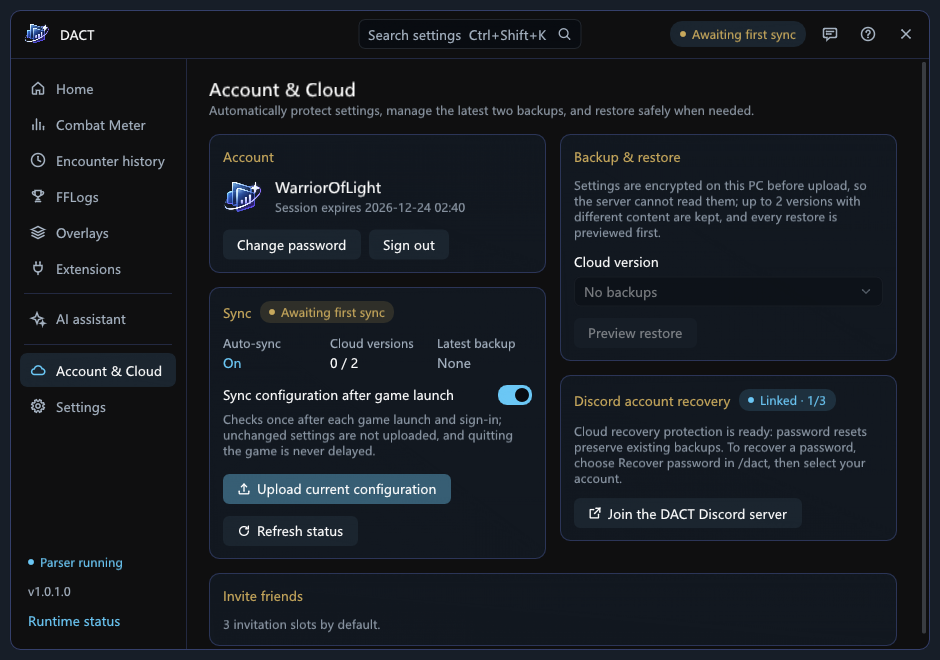 DACT
Search settings Ctrl+Shift+K
Awaiting first sync
Home
Combat Meter
Encounter history
FFLogs
Overlays
Extensions
AI assistant
Account & Cloud
Settings
Parser running
v1.0.1.0
Runtime status
Account & Cloud
Automatically protect settings, manage the latest two backups, and restore safely when needed.
Account
WarriorOfLight
Session expires 2026-12-24 02:40
Change password
Sign out
Sync
Awaiting first sync
Auto-sync
On
Cloud versions
0 / 2
Latest backup
None
Sync configuration after game launch
Checks once after each game launch and sign-in;
unchanged settings are not uploaded, and quitting
the game is never delayed.
Upload current configuration
Refresh status
Backup & restore
Settings are encrypted on this PC before upload, so
the server cannot read them; up to 2 versions with
different content are kept, and every restore is
previewed first.
Cloud version
No backups
Preview restore
Discord account recovery
Linked · 1/3
Cloud recovery protection is ready: password resets
preserve existing backups. To recover a password,
choose Recover password in /dact, then select your
account.
Join the DACT Discord server
Invite friends
3 invitation slots by default.